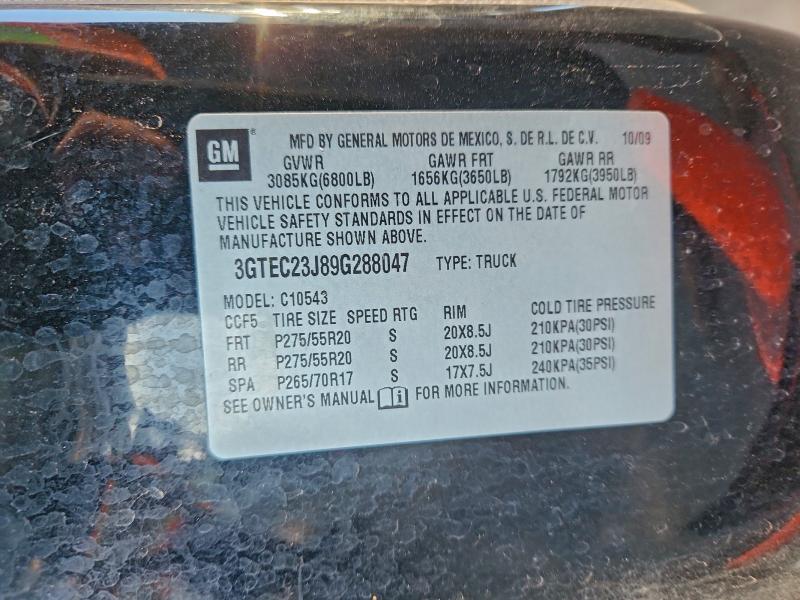 GM ® MFD BY GENERAL MOTORS DE MEXICO, S. DE R.L. DE C.V. 10/09
GVWR GAWR FRT GAWR RR
3085KG(6800LB) 1656KG(3650LB) 1792KG(3950LB)
THIS VEHICLE CONFORMS TO ALL APPLICABLE U.S. FEDERAL MOTOR
VEHICLE SAFETY STANDARDS IN EFFECT ON THE DATE OF
MANUFACTURE SHOWN ABOVE.
3GTEC23J89G288047 TYPE: TRUCK
MODEL: C10543
CCF5 TIRE SIZE SPEED RTG RIM COLD TIRE PRESSURE
FRT P275/55R20 S 20X8.5J 210KPA(30PSI)
RR P275/55R20 S 20X8.5J 210KPA(30PSI)
SPA P265/70R17 S 17X7.5J 240KPA(35PSI)
SEE OWNER'S MANUAL i FOR MORE INFORMATION.